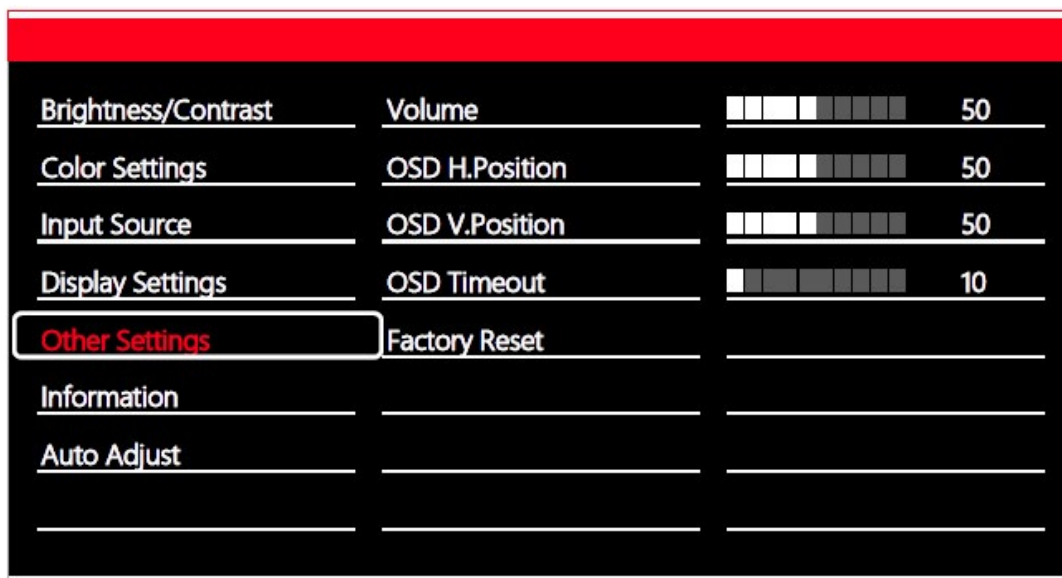 Brightness/Contrast Volume 50
Color Settings OSD H.Position 50
Input Source OSD V.Position 50
Display Settings OSD Timeout 10
Other Settings Factory Reset
Information
Auto Adjust